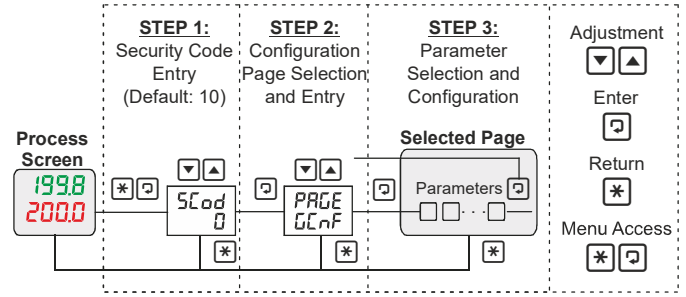 STEP 1:
Security Code
Entry
(Default: 10)
STEP 2:
Configuration
Page Selection
and Entry
STEP 3:
Parameter
Selection and
Configuration
Adjustment
Enter
Return
Menu Access
Process
Screen
199.8
200.0
SCod
0
PAGE
GCnF
Selected Page
Parameters